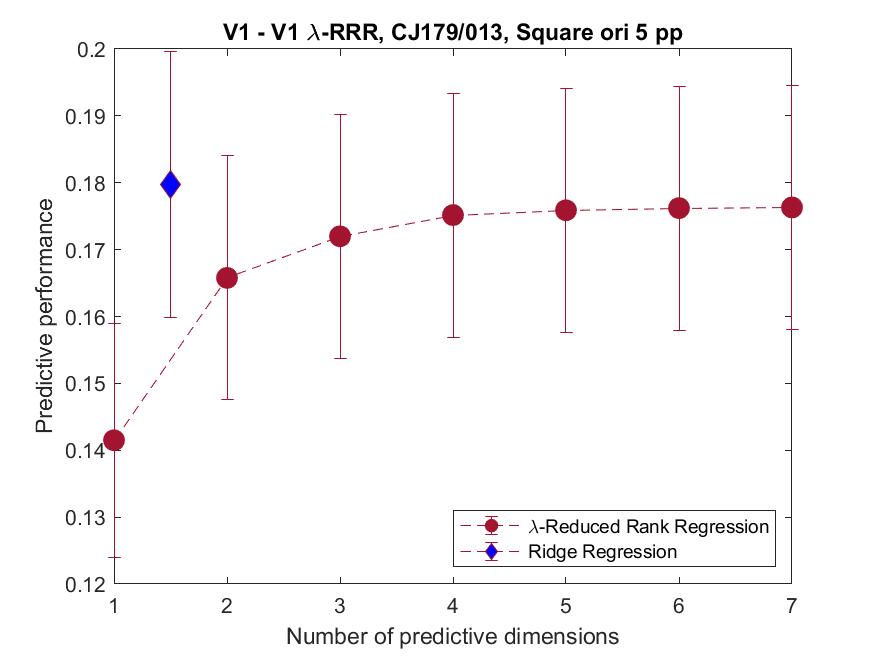 V1 - V1 λ-RRR, CJ179/013, Square ori 5 pp
0.2
0.19
0.18
0.17
0.16
0.15
0.14
0.13
0.12
Predictive performance
λ-Reduced Rank Regression
Ridge Regression
1 2 3 4 5 6 7
Number of predictive dimensions